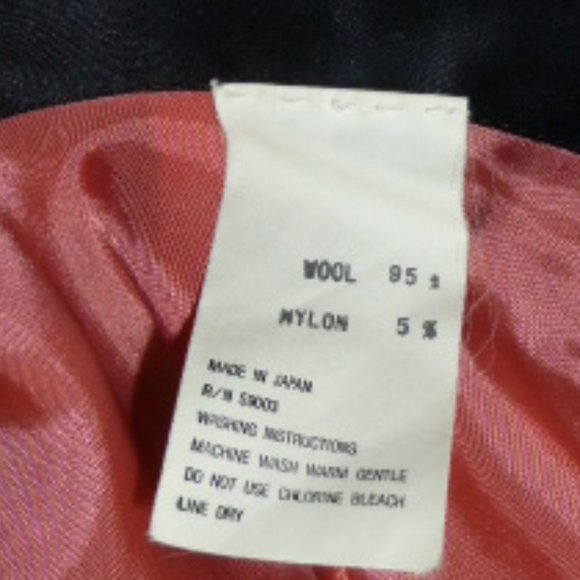 WOOL 95 %
NYLON 5 %
MADE IN JAPAN
R/N 59003
WASHING INSTRUCTIONS
MACHINE WASH WARM GENTLE
DO NOT USE CHLORINE BLEACH
LINE DRY